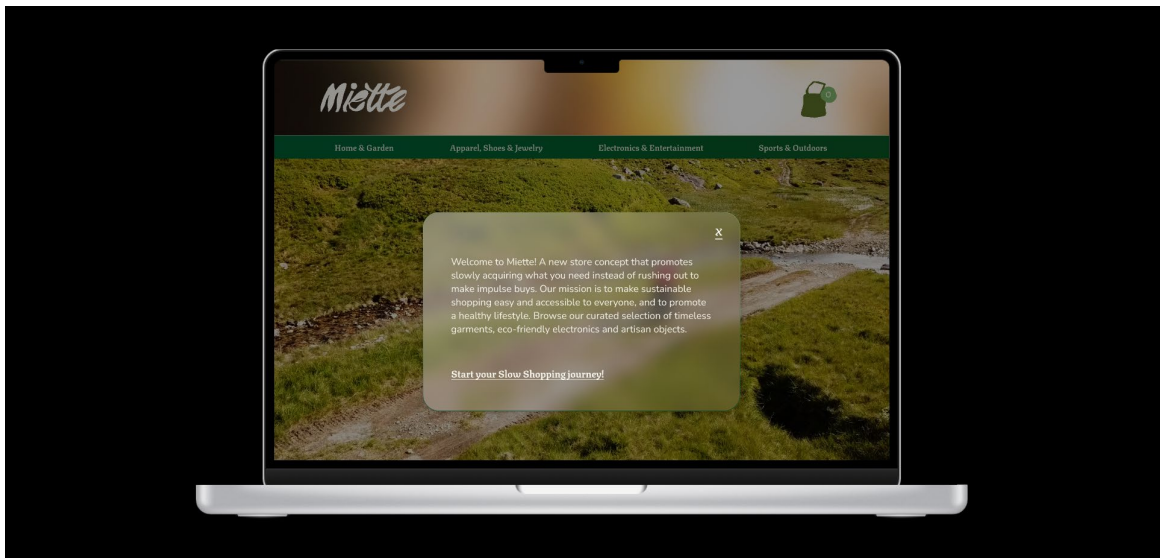 Miette
0
Home & Garden
Apparel, Shoes & Jewelry
Electronics & Entertainment
Sports & Outdoors
X
Welcome to Miette! A new store concept that promotes
slowly acquiring what you need instead of rushing out to
make impulse buys. Our mission is to make sustainable
shopping easy and accessible to everyone, and to promote
a healthy lifestyle. Browse our curated selection of timeless
garments, eco-friendly electronics and artisan objects.
Start your Slow Shopping journey!